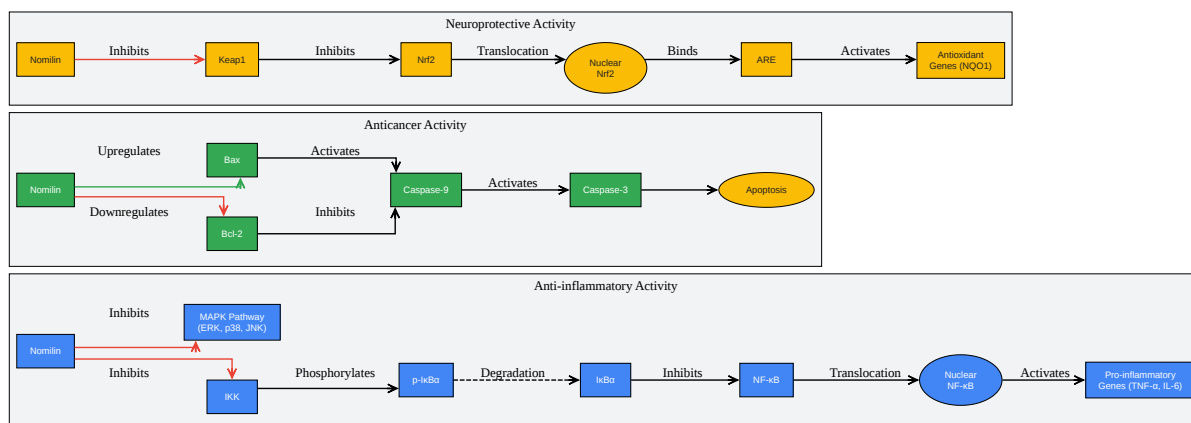 Neuroprotective Activity
Nomilin
Inhibits
Keap1
Inhibits
Nrf2
Translocation
Nuclear
Nrf2
Binds
ARE
Activates
Antioxidant
Genes (NQO1)
Anticancer Activity
Nomilin
Upregulates
Downregulates
Bax
Bcl-2
Activates
Inhibits
Caspase-9
Activates
Caspase-3
Apoptosis
Anti-inflammatory Activity
Nomilin
Inhibits
Inhibits
MAPK Pathway
(ERK, p38, JNK)
IKK
Phosphorylates
p-IκBα
Degradation
IκBα
Inhibits
NF-κB
Translocation
Nuclear
NF-κB
Activates
Pro-inflammatory
Genes (TNF-α, IL-6)